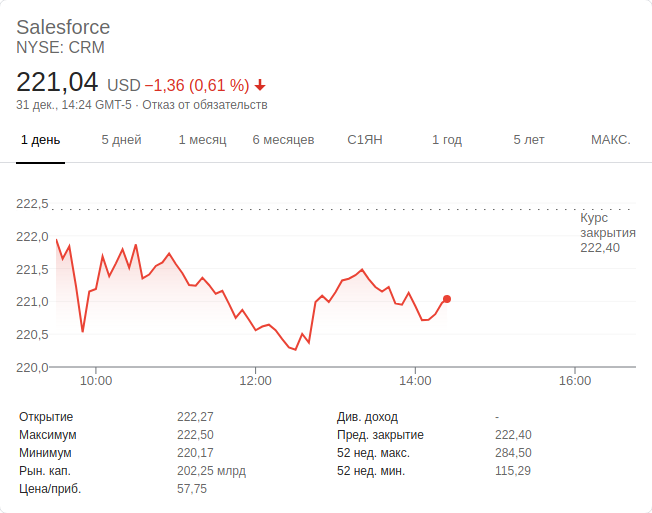 Salesforce
NYSE: CRM
221,04 USD −1,36 (0,61 %)
31 дек., 14:24 GMT-5 · Отказ от обязательств
1 день 5 дней 1 месяц 6 месяцев С1ЯН 1 год 5 лет МАКС.
222,5
Курс
закрытия
222,40
222,0
221,5
221,0
220,5
220,0
10:00 12:00 14:00 16:00
Открытие 222,27 Див. доход -
Максимум 222,50 Пред. закрытие 222,40
Минимум 220,17 52 нед. макс. 284,50
Рын. кап. 202,25 млрд 52 нед. мин. 115,29
Цена/приб. 57,75